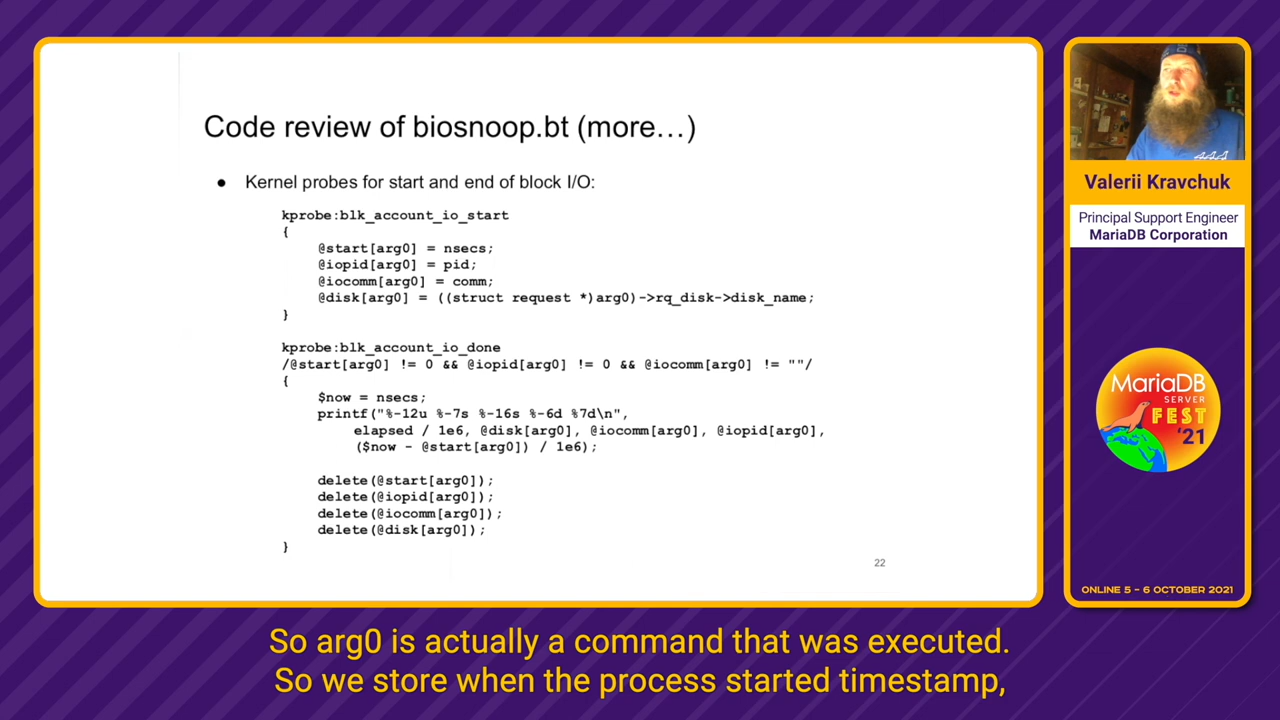 Code review of biosnoop.bt (more…)
● Kernel probes for start and end of block I/O:
kprobe:blk_account_io_start
{
@start[arg0] = nsecs;
@iopid[arg0] = pid;
@iocomm[arg0] = comm;
@disk[arg0] = ((struct request *)arg0)->rq_disk->disk_name;
}
kprobe:blk_account_io_done
/@start[arg0] != 0 && @iopid[arg0] != 0 && @iocomm[arg0] != ""/
{
$now = nsecs;
printf("%-12u %-7s %-16s %-6d %7d\n",
elapsed / 1e6, @disk[arg0], @iocomm[arg0], @iopid[arg0],
($now - @start[arg0]) / 1e6);
delete(@start[arg0]);
delete(@iopid[arg0]);
delete(@iocomm[arg0]);
delete(@disk[arg0]);
}
22
Valerii Kravchuk
Principal Support Engineer
MariaDB Corporation
MariaDB
SERVER
FEST
'21
ONLINE 5 - 6 OCTOBER 2021
So arg0 is actually a command that was executed.
So we store when the process started timestamp,